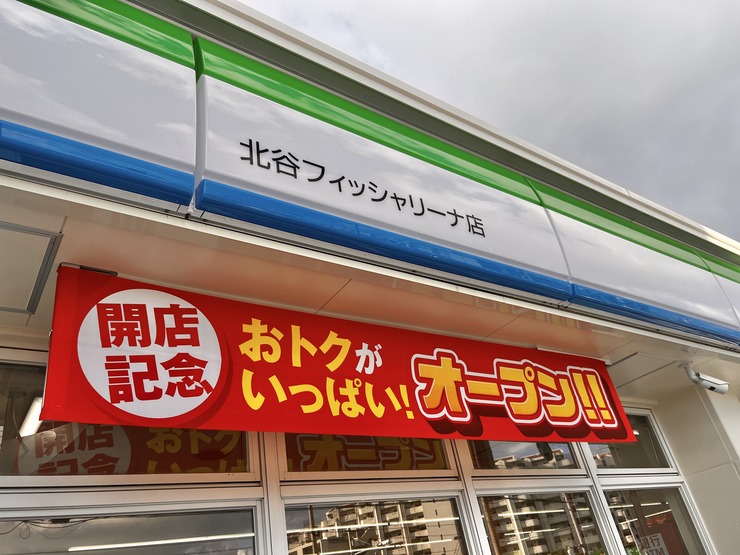 北谷フィッシャリーナ店
開店
記念
おトクが
いっぱい!
オープン!!